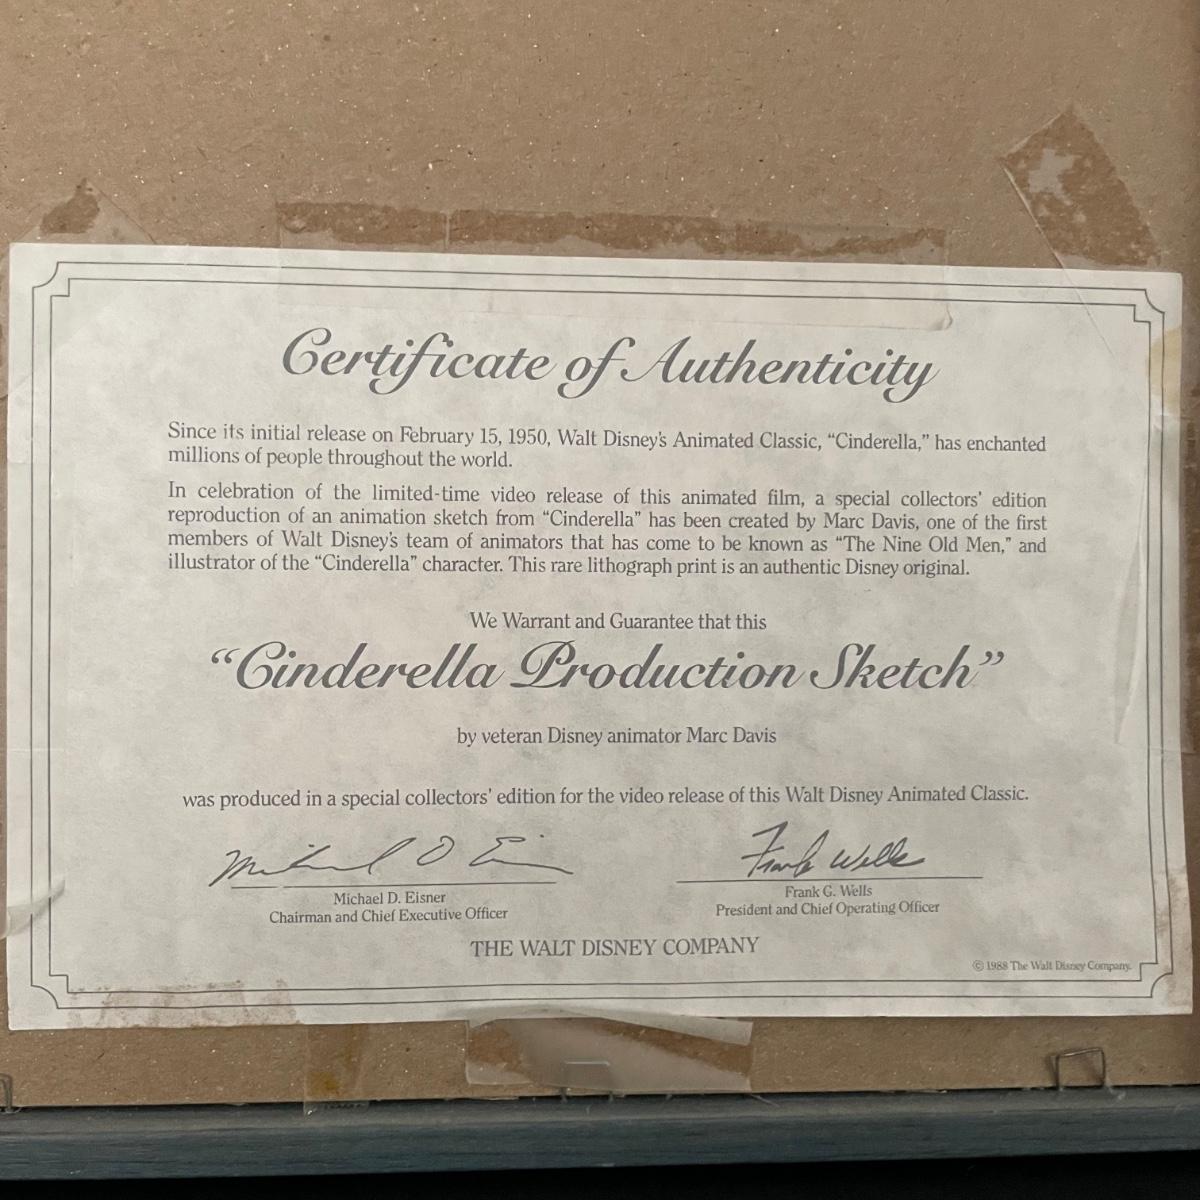 Certificate of Authenticity
Since its initial release on February 15, 1950, Walt Disney's Animated Classic, “Cinderella,” has enchanted
millions of people throughout the world.
In celebration of the limited-time video release of this animated film, a special collectors' edition
reproduction of an animation sketch from “Cinderella” has been created by Marc Davis, one of the first
members of Walt Disney's team of animators that has come to be known as “The Nine Old Men,” and
illustrator of the “Cinderella” character. This rare lithograph print is an authentic Disney original.
We Warrant and Guarantee that this
“Cinderella Production Sketch”
by veteran Disney animator Marc Davis
was produced in a special collectors' edition for the video release of this Walt Disney Animated Classic.
Michael D. Eisner
Frank Wells
Michael D. Eisner
Chairman and Chief Executive Officer
Frank G. Wells
President and Chief Operating Officer
THE WALT DISNEY COMPANY
© 1988 The Walt Disney Company.